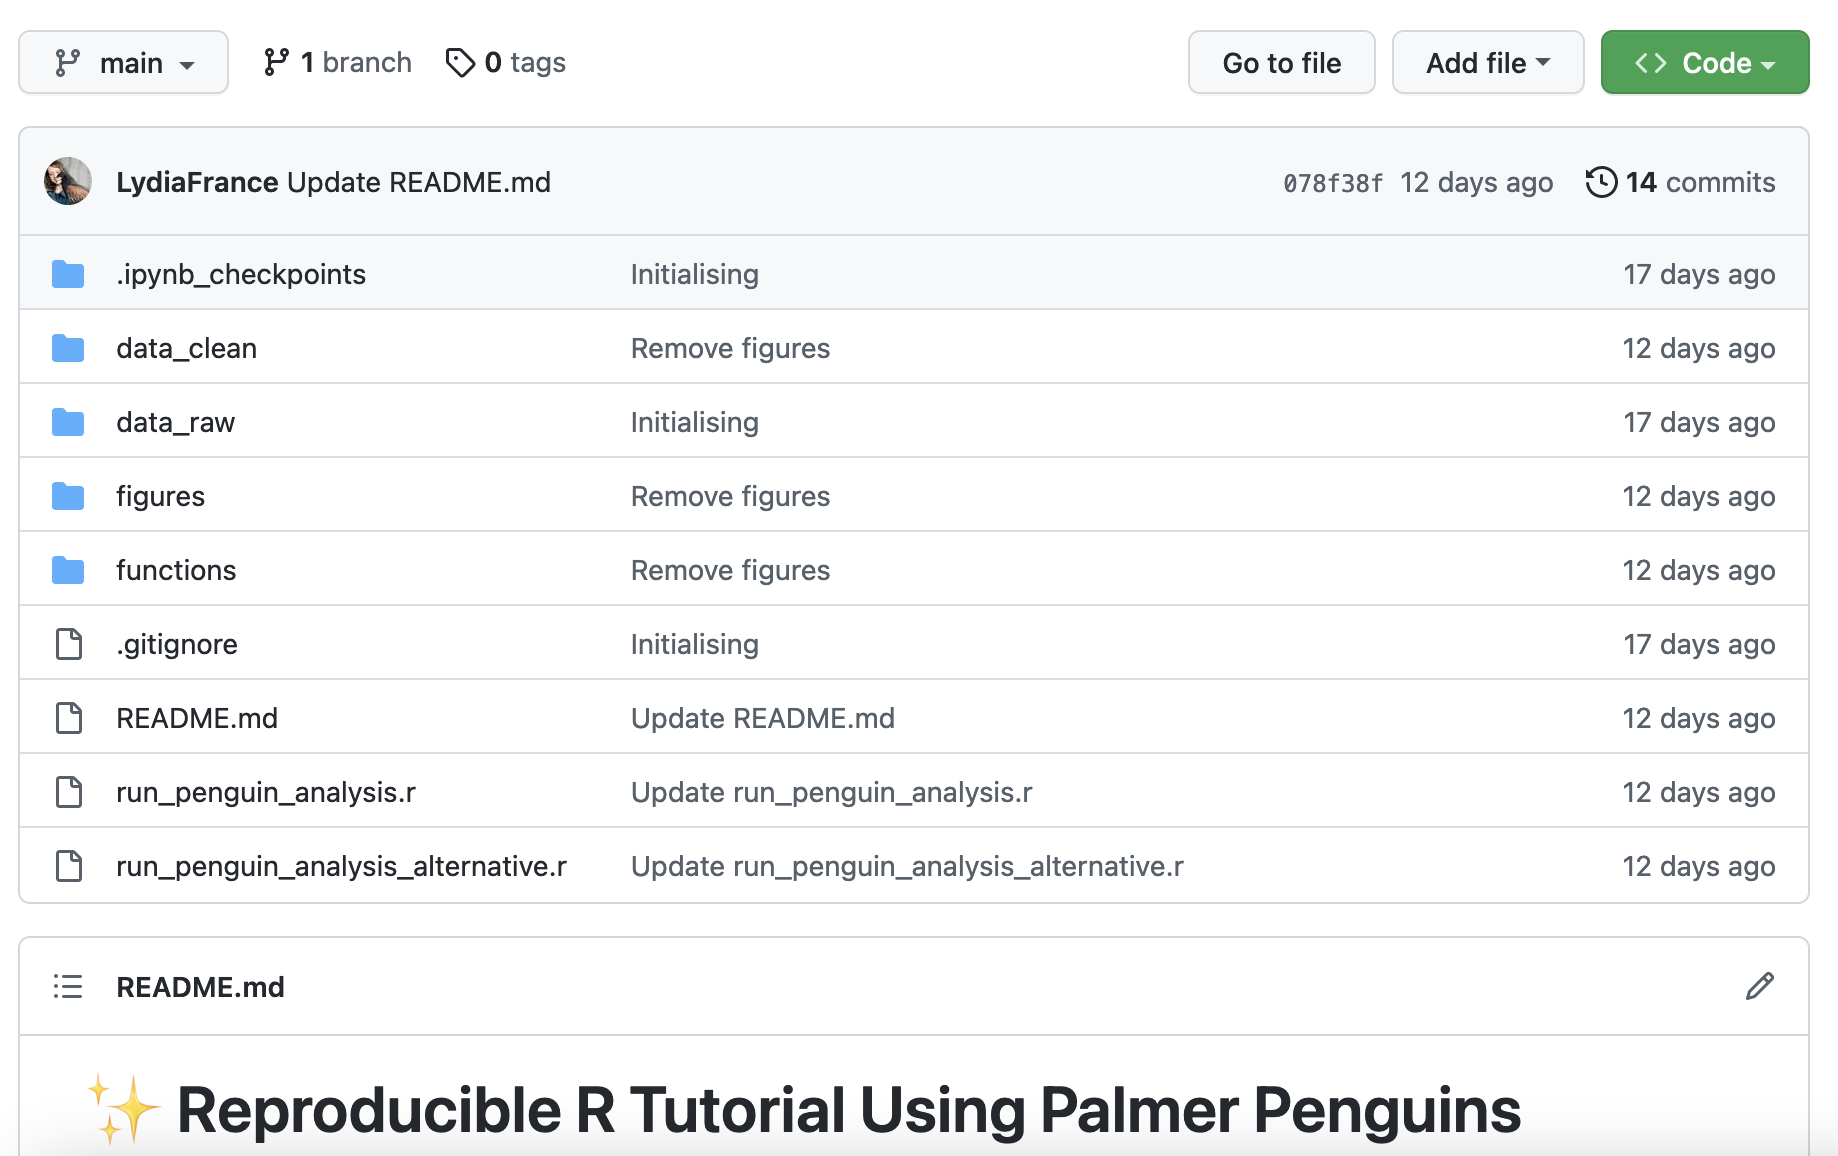 main 1 branch 0 tags Go to file Add file Code
LydiaFrance Update README.md 078f38f 12 days ago 14 commits
.ipynb_checkpoints Initialising 17 days ago
data_clean Remove figures 12 days ago
data_raw Initialising 17 days ago
figures Remove figures 12 days ago
functions Remove figures 12 days ago
.gitignore Initialising 17 days ago
README.md Update README.md 12 days ago
run_penguin_analysis.r Update run_penguin_analysis.r 12 days ago
run_penguin_analysis_alternative.r Update run_penguin_analysis_alternative.r 12 days ago
README.md
✨ Reproducible R Tutorial Using Palmer Penguins